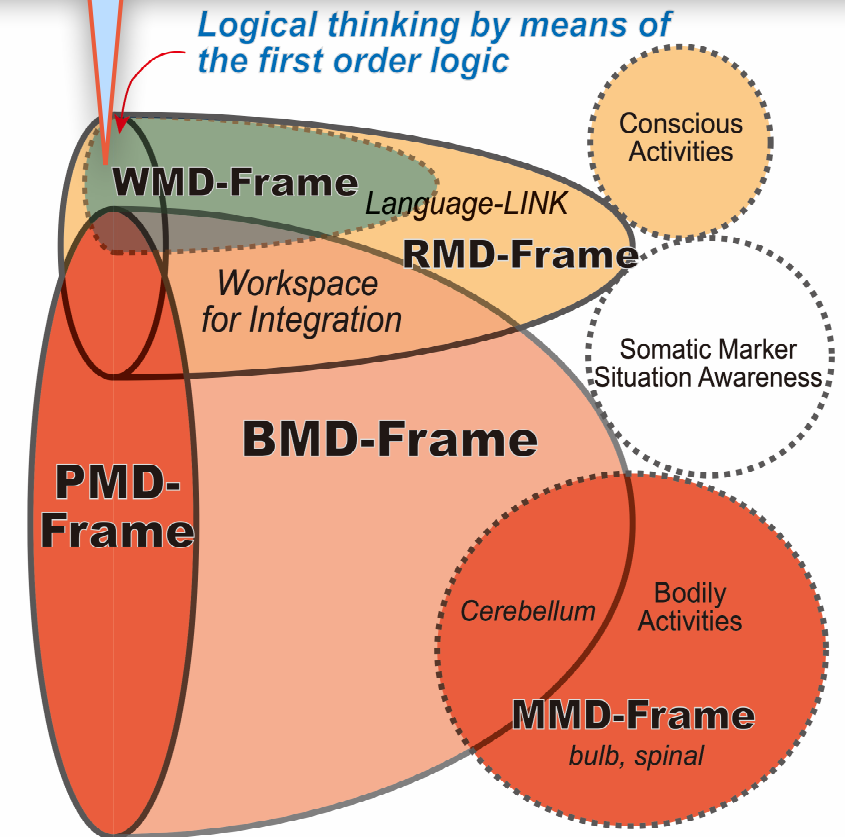 Logical thinking by means of
the first order logic
Conscious
Activities
WMD-Frame
Language-LINK
RMD-Frame
Workspace
for Integration
Somatic Marker
Situation Awareness
BMD-Frame
PMD-
Frame
Cerebellum
Bodily
Activities
MMD-Frame
bulb, spinal